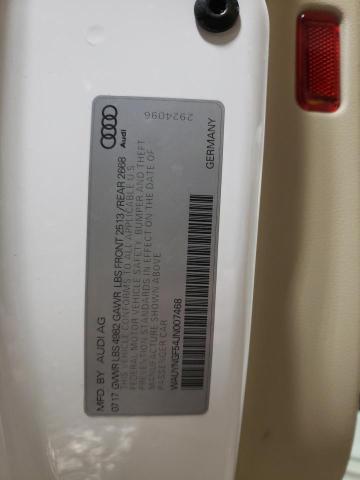 MFD. BY AUDI AG
07 17 GVWR LBS 4982 GAWR LBS FRONT 2513 / REAR 2668
THIS VEHICLE CONFORMS TO ALL APPLICABLE U.S.
FEDERAL MOTOR VEHICLE SAFETY, BUMPER AND THEFT
PREVENTION STANDARDS IN EFFECT ON THE DATE OF
MANUFACTURE SHOWN ABOVE
PASSENGER CAR
WAUYNGF54JN007468
GERMANY
Audi
2924096